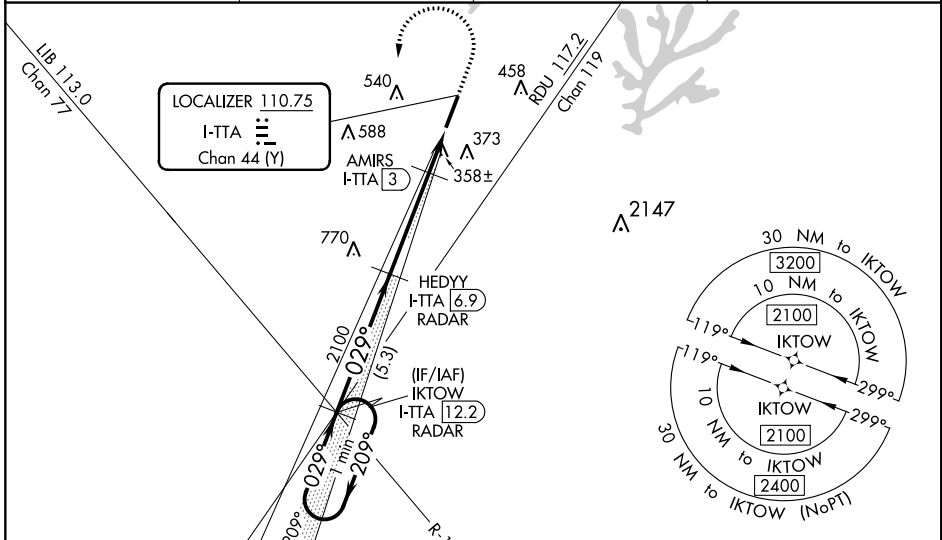 LIB 113.0
Chan 77
LOCALIZER 110.75
I-TTA
Chan 44 (Y)
540
588
458
RDU 117.2
Chan 119
373
358±
AMIRS
I-TTA 3
770
2147
HEDYY
I-TTA 6.9
RADAR
2100
029°
(5.3)
(IF/IAF)
IKTOW
I-TTA 12.2
RADAR
029°
1 min
209°
30 NM to IKTOW
3200
10 NM to IKTOW
2100
IKTOW
119°
299°
119°
299°
IKTOW
2100
10 NM to IKTOW
2400
30 NM to IKTOW (NoPT)